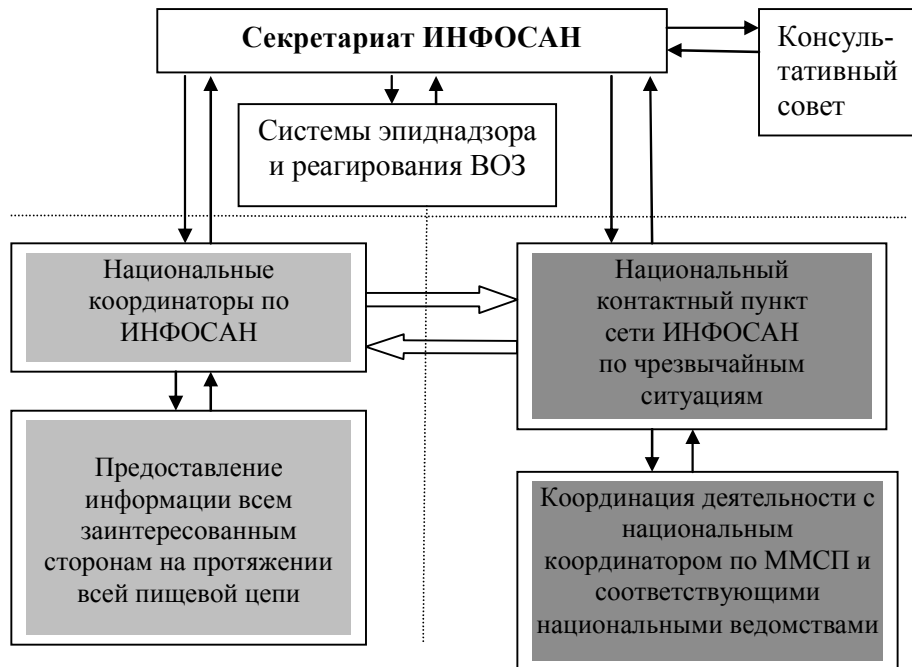 Секретариат ИНФОСАН
Консуль-
тативный
совет
Системы эпиднадзора
и реагирования ВОЗ
Национальные
координаторы по
ИНФОСАН
Национальный
контактный пункт
сети ИНФОСАН
по чрезвычайным
ситуациям
Предоставление
информации всем
заинтересованным
сторонам на протяжении
всей пищевой цепи
Координация деятельности с
национальным
координатором по ММСП и
соответствующими
национальными ведомствами